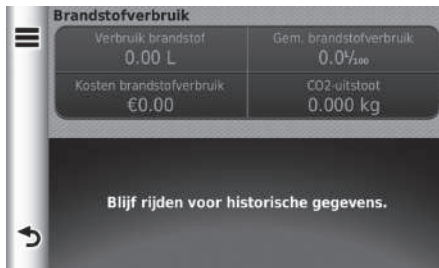 Brandstofverbruik
Verbruik brandstof
0.00 L
Gem. brandstofverbruik
0.0L/100
Kosten brandstofverbruik
€0.00
CO2-uitstoot
0.000 kg
Blijf rijden voor historische gegevens.